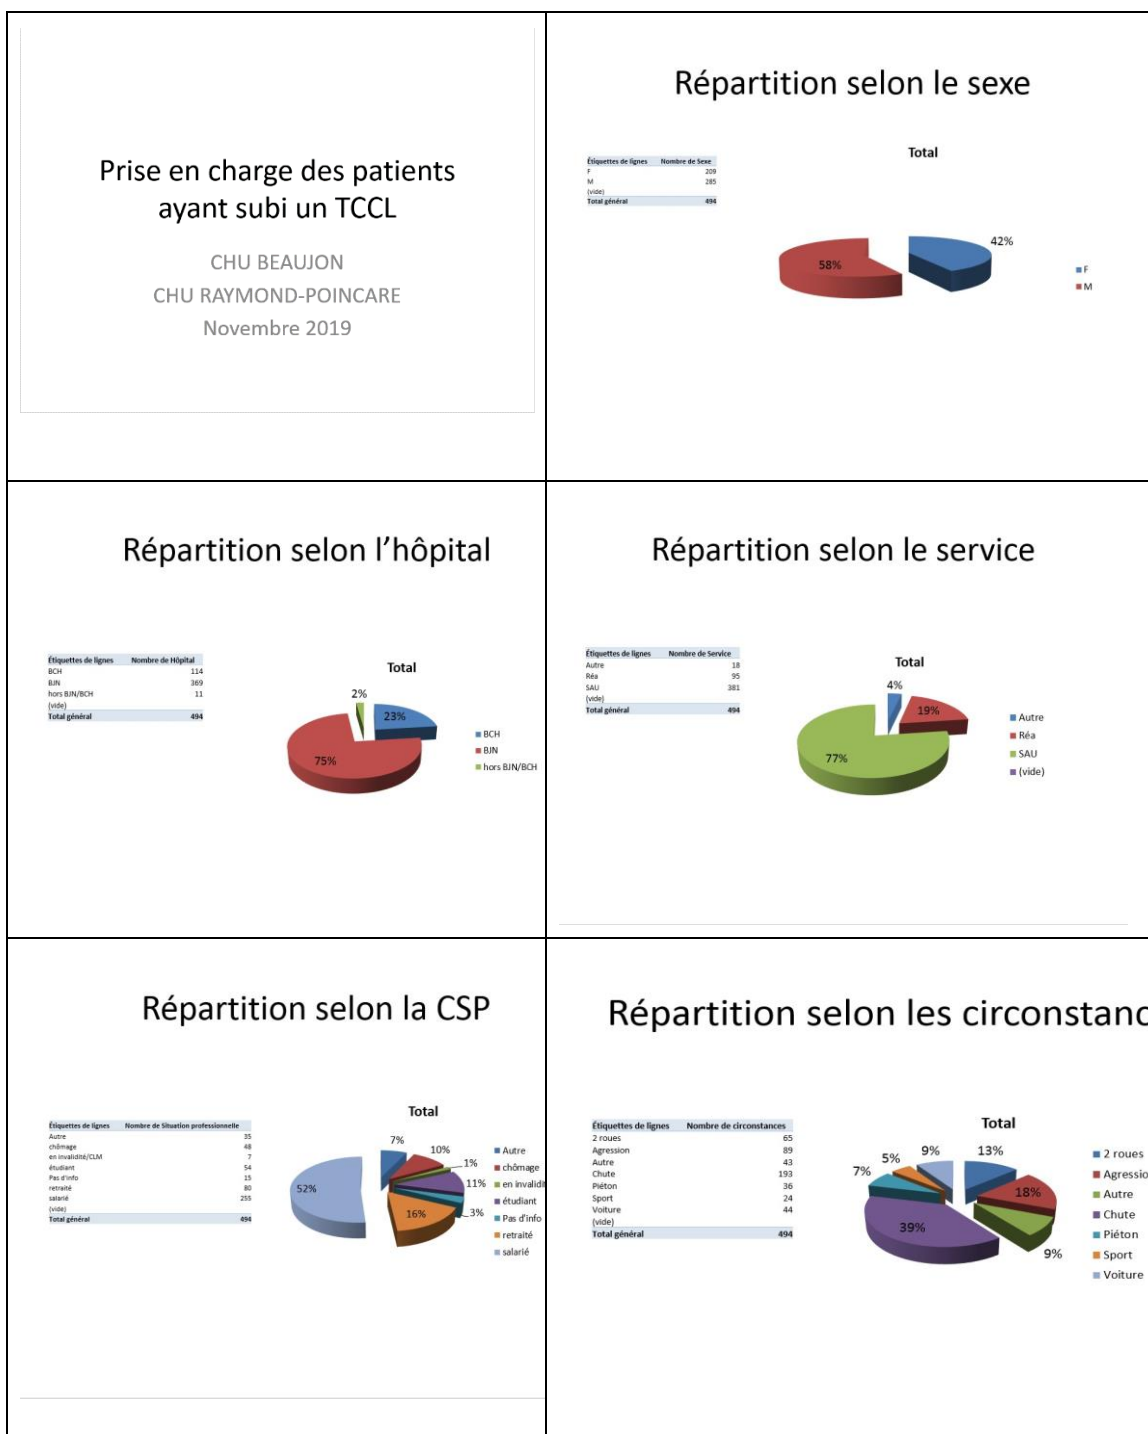 Prise en charge des patients
ayant subi un TCCL
CHU BEAUJON
CHU RAYMOND-POINCARE
Novembre 2019
Répartition selon le sexe
Étiquettes de lignes Nombre de Sexe
F 209
M 285
(vide)
Total général 494
Total
42%
58%
F
M
Répartition selon l'hôpital
Étiquettes de lignes Nombre de Hôpital
BCH 114
BJN 369
hors BJN/BCH 11
(vide)
Total général 494
Total
2%
23%
75%
BCH
BJN
hors BJN/BCH
Répartition selon le service
Étiquettes de lignes Nombre de Service
Autre 18
Réa 95
SAU 381
(vide)
Total général 494
Total
4%
19%
77%
Autre
Réa
SAU
(vide)
Répartition selon la CSP
Étiquettes de lignes Nombre de Situation professionnelle
Autre 35
chômage 48
en invalidité/CLM 7
étudiant 54
Pas d'info 15
retraité 80
salarié 255
(vide)
Total général 494
Total
7%
10%
1%
11%
3%
16%
52%
Autre
chômage
en invalidit
étudiant
Pas d'info
retraité
salarié
Répartition selon les circonstanc
Étiquettes de lignes Nombre de circonstances
2 roues 65
Agression 89
Autre 43
Chute 193
Piéton 36
Sport 24
Voiture 44
(vide)
Total général 494
Total
13%
9%
5%
7%
18%
39%
9%
2 roues
Agressio
Autre
Chute
Piéton
Sport
Voiture